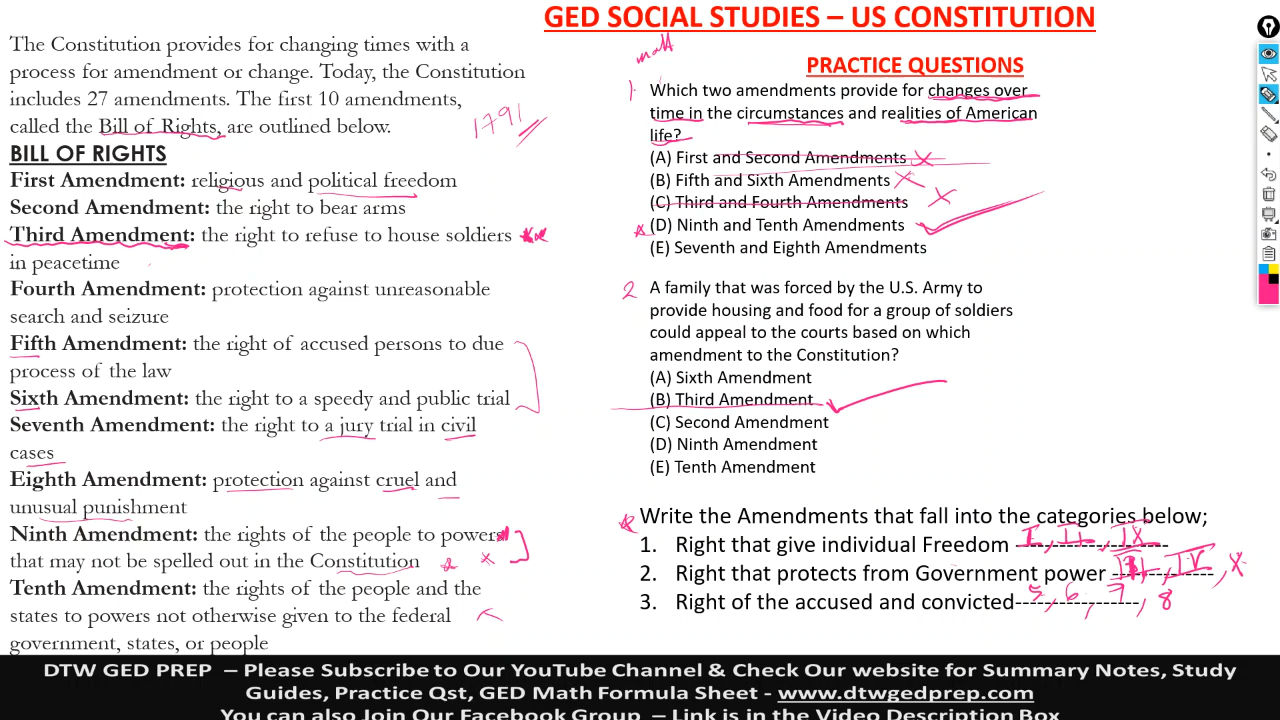 GED SOCIAL STUDIES – US CONSTITUTION
The Constitution provides for changing times with a
process for amendment or change. Today, the Constitution
includes 27 amendments. The first 10 amendments,
called the Bill of Rights, are outlined below.
1791
BILL OF RIGHTS
First Amendment: religious and political freedom
Second Amendment: the right to bear arms
Third Amendment: the right to refuse to house soldiers
in peacetime
Fourth Amendment: protection against unreasonable
search and seizure
Fifth Amendment: the right of accused persons to due
process of the law
Sixth Amendment: the right to a speedy and public trial
Seventh Amendment: the right to a jury trial in civil
cases
Eighth Amendment: protection against cruel and
unusual punishment
Ninth Amendment: the rights of the people to powers
that may not be spelled out in the Constitution
Tenth Amendment: the rights of the people and the
states to powers not otherwise given to the federal
government, states, or people
PRACTICE QUESTIONS
1 Which two amendments provide for changes over
time in the circumstances and realities of American
life?
(A) First and Second Amendments
(B) Fifth and Sixth Amendments
(C) Third and Fourth Amendments
(D) Ninth and Tenth Amendments
(E) Seventh and Eighth Amendments
2 A family that was forced by the U.S. Army to
provide housing and food for a group of soldiers
could appeal to the courts based on which
amendment to the Constitution?
(A) Sixth Amendment
(B) Third Amendment
(C) Second Amendment
(D) Ninth Amendment
(E) Tenth Amendment
Write the Amendments that fall into the categories below;
1. Right that give individual Freedom I, II, IX
2. Right that protects from Government power III, IV, X
3. Right of the accused and convicted 5, 6, 7, 8
DTW GED PREP – Please Subscribe to Our YouTube Channel & Check Our website for Summary Notes, Study
Guides, Practice Qst, GED Math Formula Sheet - www.dtwgedprep.com
You can also Join Our Facebook Group – Link is in the Video Description Box